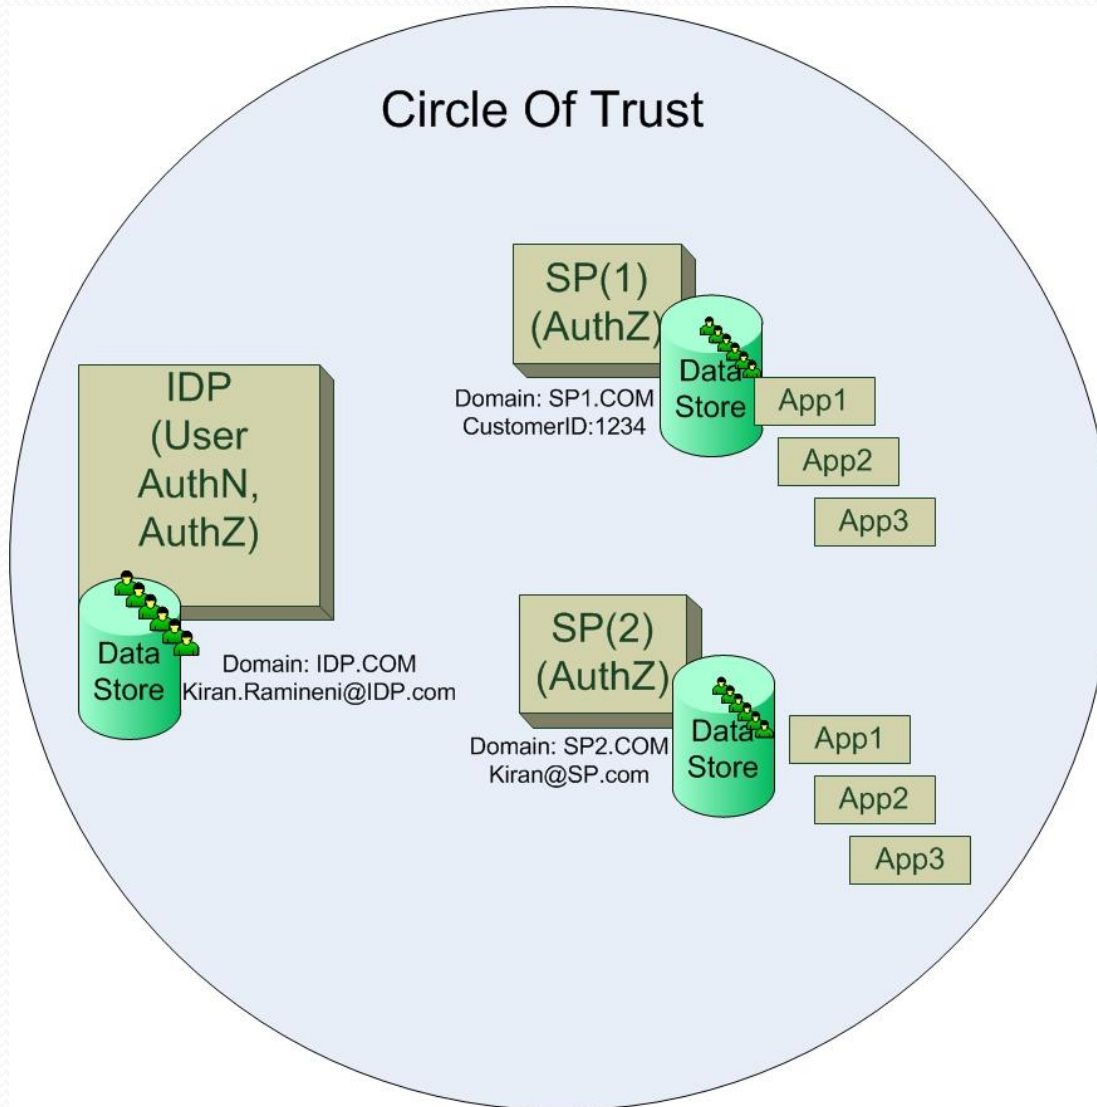 Circle Of Trust
IDP
(User
AuthN,
AuthZ)
Data
Store
Domain: IDP.COM
Kiran.Ramineni@IDP.com
SP(1)
(AuthZ)
Domain: SP1.COM
CustomerID:1234
Data
Store
App1
App2
App3
SP(2)
(AuthZ)
Domain: SP2.COM
Kiran@SP.com
Data
Store
App1
App2
App3